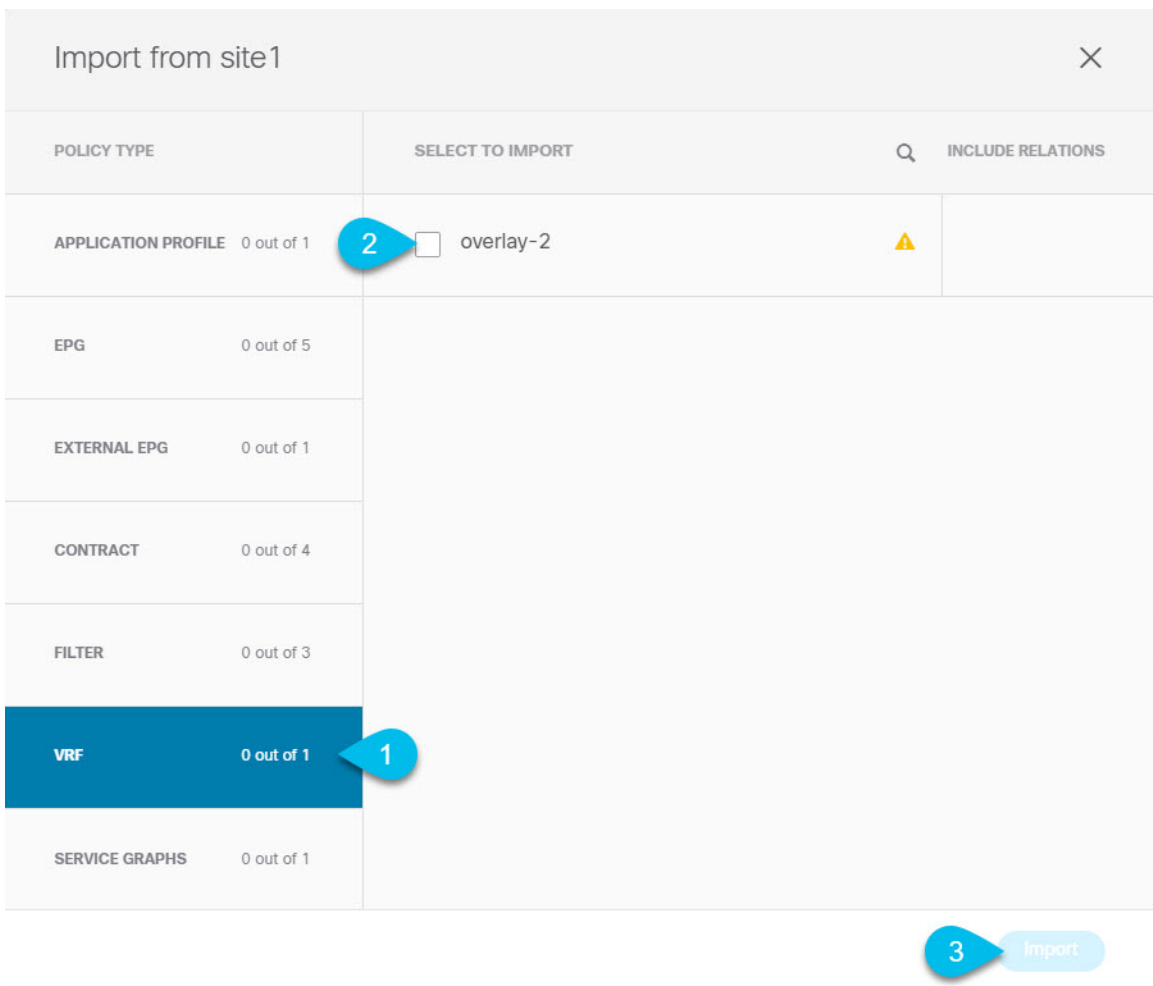 Import from site1
POLICY TYPE SELECT TO IMPORT INCLUDE RELATIONS
APPLICATION PROFILE 0 out of 1 2 overlay-2
EPG 0 out of 5
EXTERNAL EPG 0 out of 1
CONTRACT 0 out of 4
FILTER 0 out of 3
VRF 0 out of 1 1
SERVICE GRAPHS 0 out of 1
3 Import